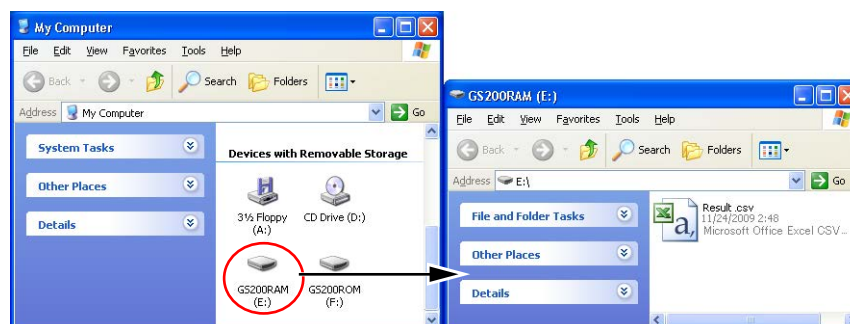 My Computer
File Edit View Favorites Tools Help
Back Search Folders
Address My Computer Go
System Tasks
Other Places
Details
Devices with Removable Storage
3½ Floppy (A:)
CD Drive (D:)
GS200RAM (E:)
GS200ROM (F:)
GS200RAM (E:)
File Edit View Favorites Tools Help
Back Search Folders
Address E:\ Go
File and Folder Tasks
Other Places
Details
Result .csv
11/24/2009 2:48
Microsoft Office Excel CSV...